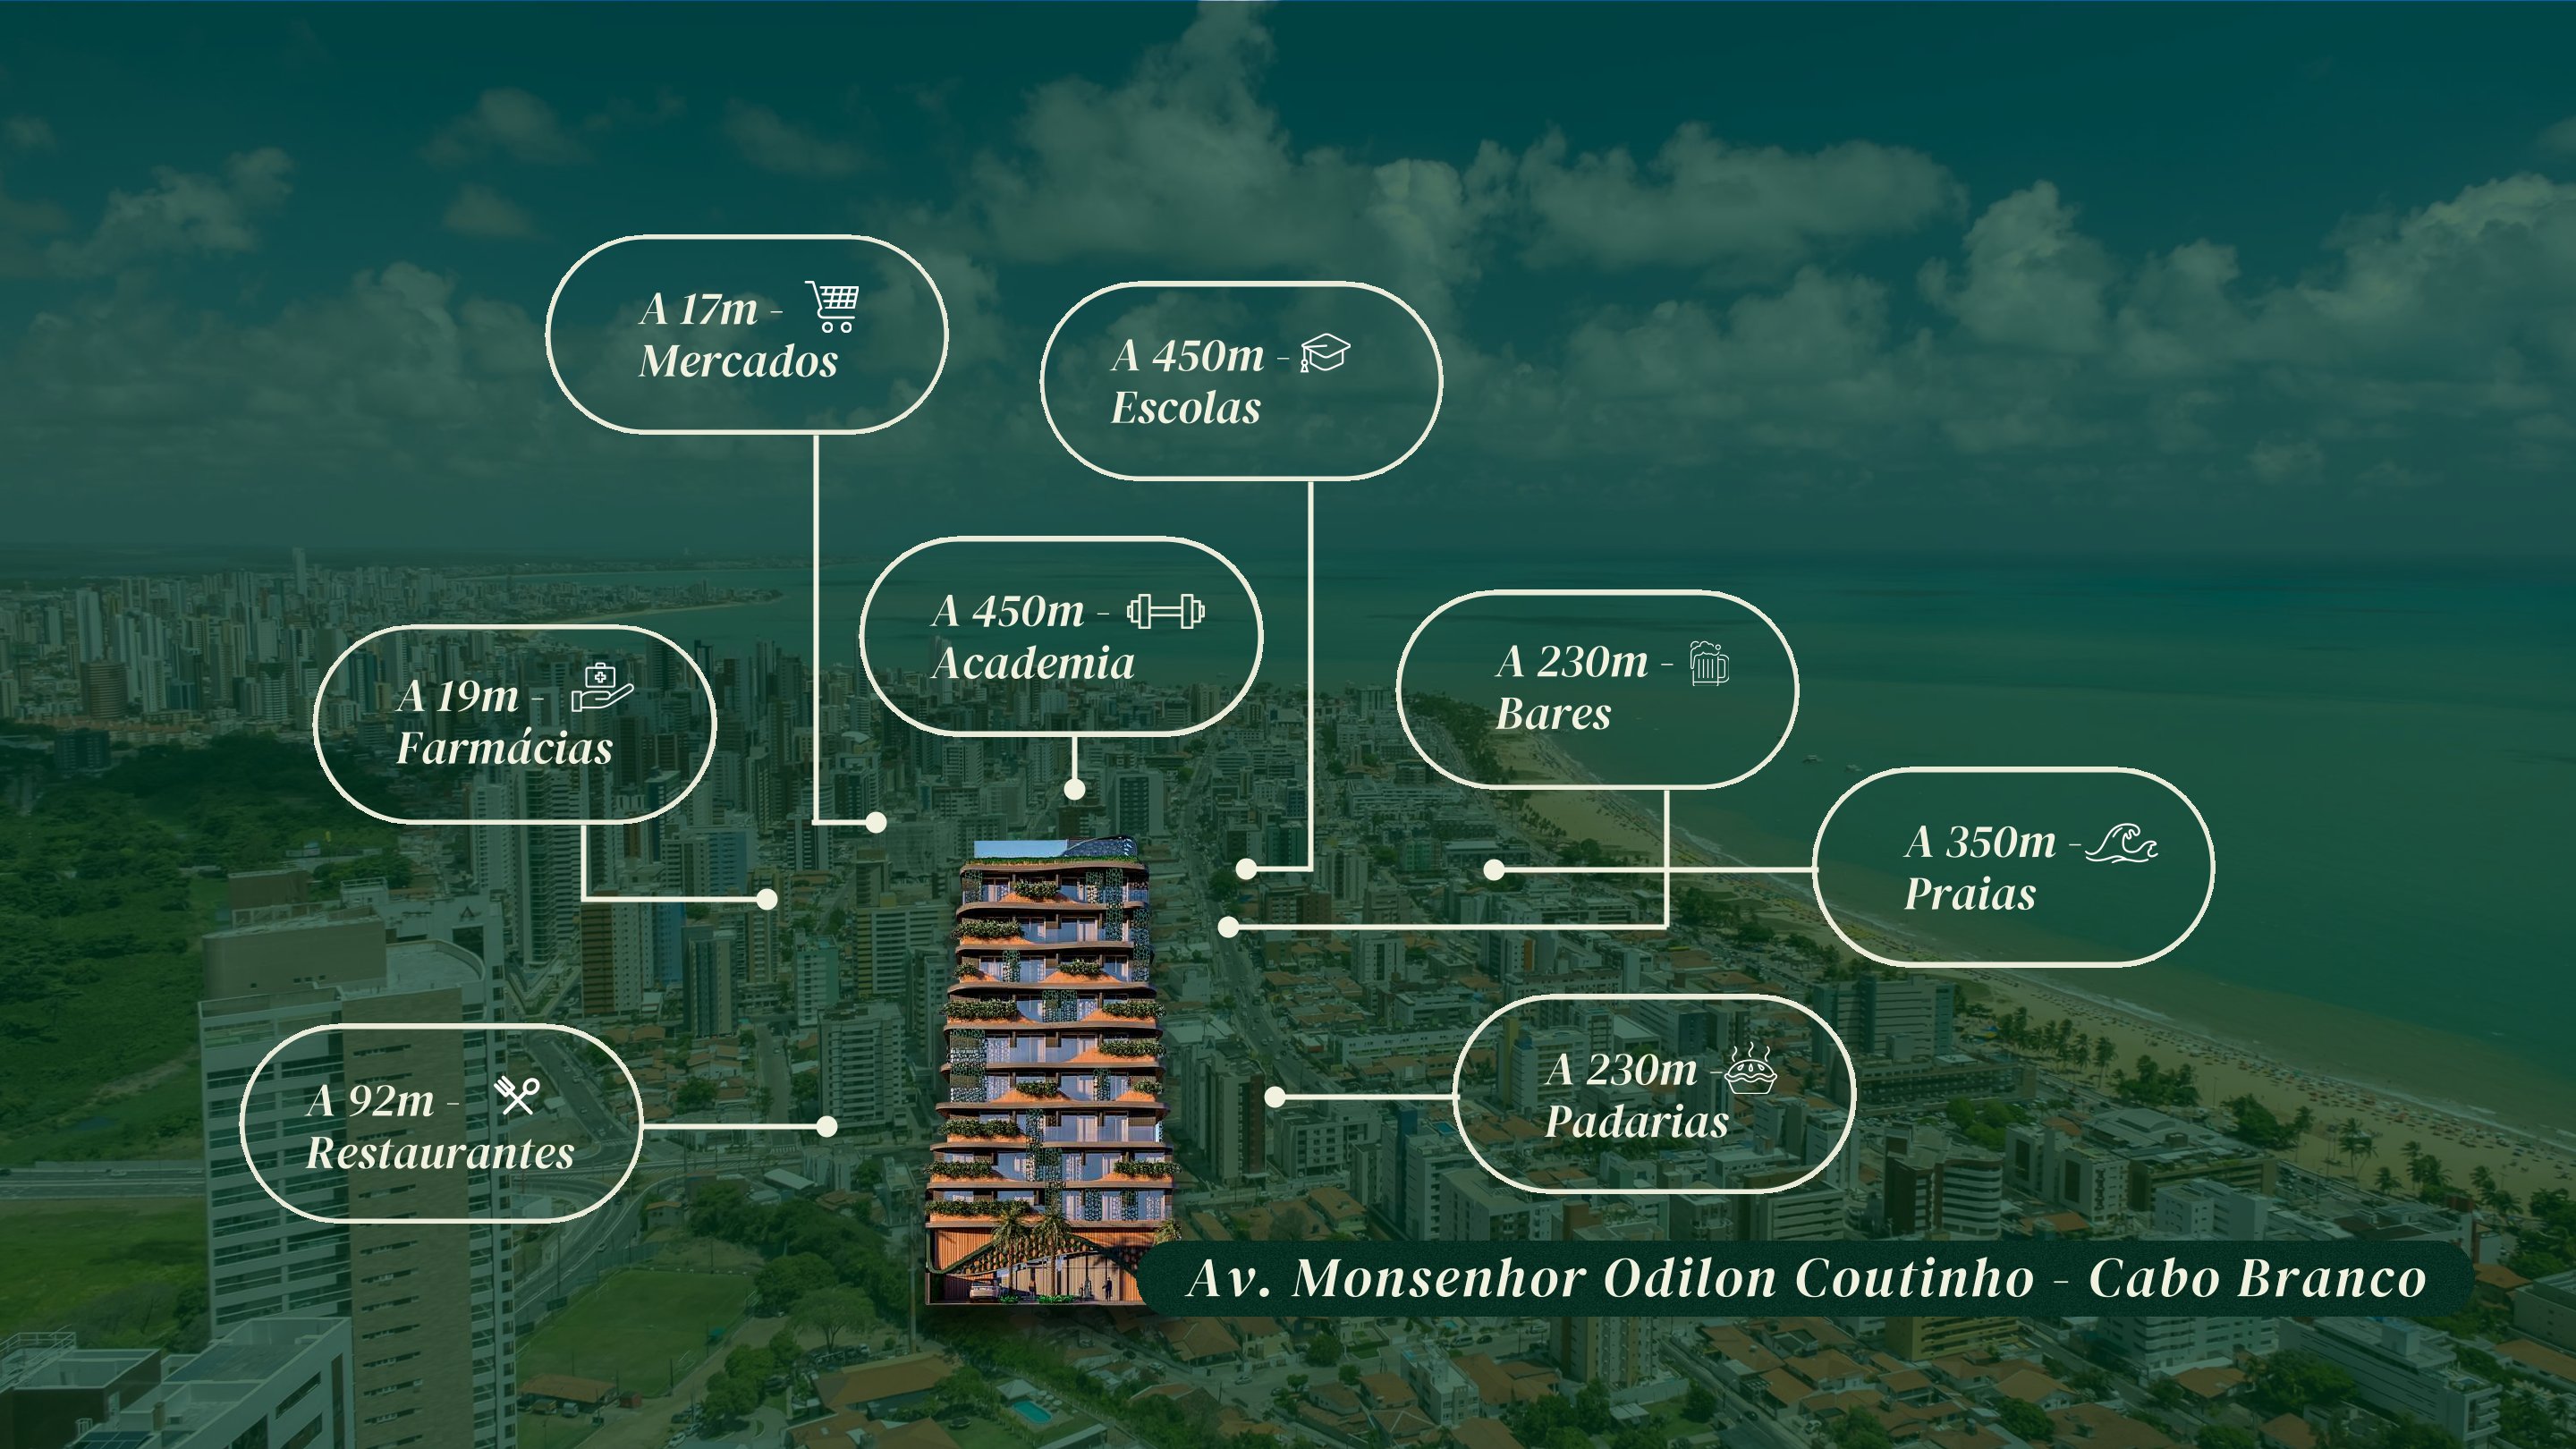 A 17m -
Mercados
A 450m -
Escolas
A 450m -
Academia
A 230m -
Bares
A 19m -
Farmácias
A 350m -
Praias
A 92m -
Restaurantes
A 230m -
Padarias
Av. Monsenhor Odilon Coutinho - Cabo Branco